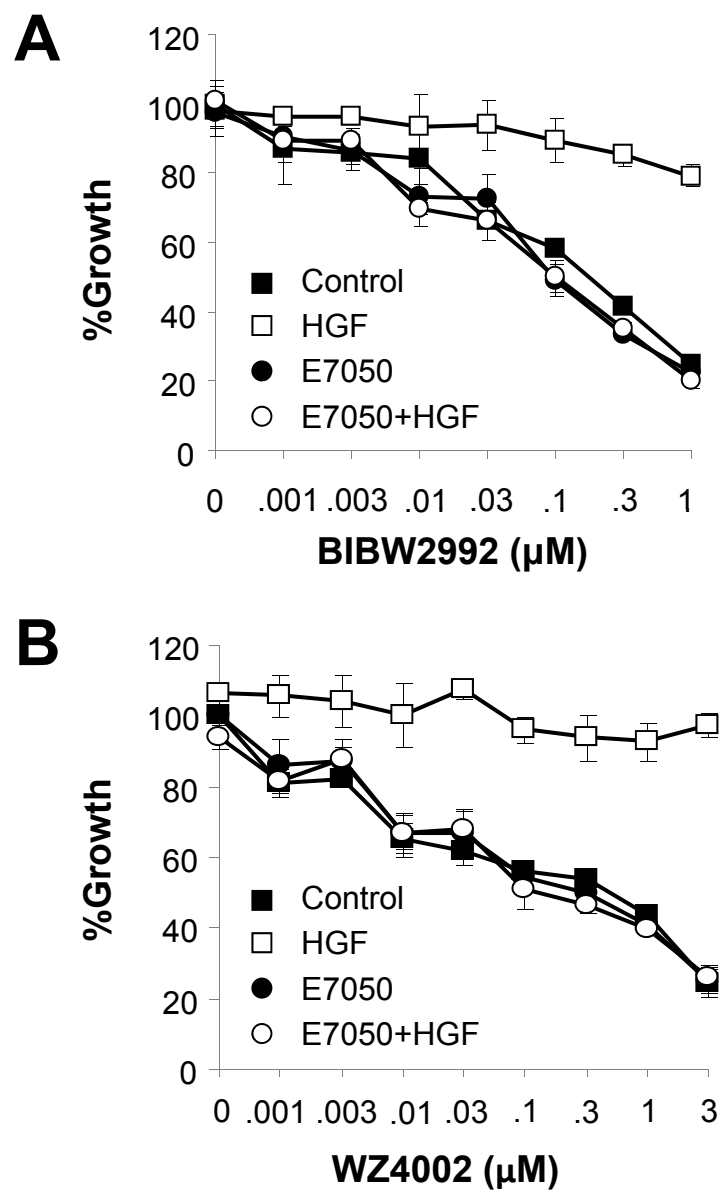 A
120
100
80
60
40
20
0
%Growth
Control
HGF
E7050
E7050+HGF
0 .001 .003 .01 .03 .1 .3 1
BIBW2992 (µM)
B
120
100
80
60
40
20
0
%Growth
Control
HGF
E7050
E7050+HGF
0 .001 .003 .01 .03 .1 .3 1 3
WZ4002 (µM)